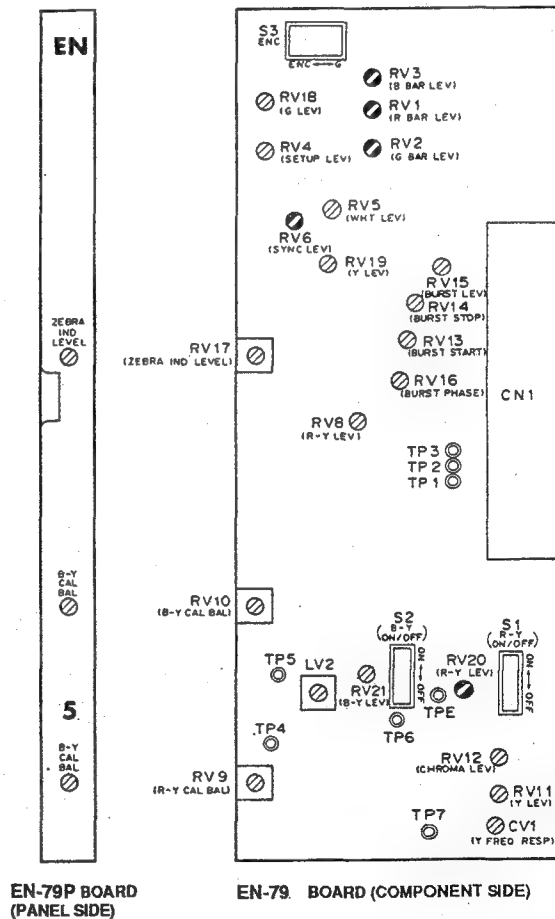 EN
ZEBRA
IND
LEVEL
B-Y
CAL
BAL
5
B-Y
CAL
BAL
EN-79P BOARD
(PANEL SIDE)
S3
ENC
ENC ←→ G
RV3
(B BAR LEV)
RV18
(G LEV)
RV1
(R BAR LEV)
RV4
(SETUP LEV)
RV2
(G BAR LEV)
RV5
(WHT LEV)
RV6
(SYNC LEV)
RV19
(Y LEV)
RV15
(BURST LEV)
RV14
(BURST STOP)
RV17
(ZEBRA IND LEVEL)
RV13
(BURST START)
RV16
(BURST PHASE)
CN1
RV8
(R-Y LEV)
TP3
TP2
TP1
RV10
(B-Y CAL BAL)
S2
(B-Y
ON/OFF)
ON ←→ OFF
S1
(R-Y
ON/OFF)
ON ←→ OFF
TP5
LV2
RV21
(B-Y LEV)
RV20
(R-Y LEV)
TPE
TP6
TP4
RV12
(CHROMA LEV)
RV9
(R-Y CAL BAL)
RV11
(Y LEV)
TP7
CV1
(Y FREQ RESP)
EN-79 BOARD (COMPONENT SIDE)